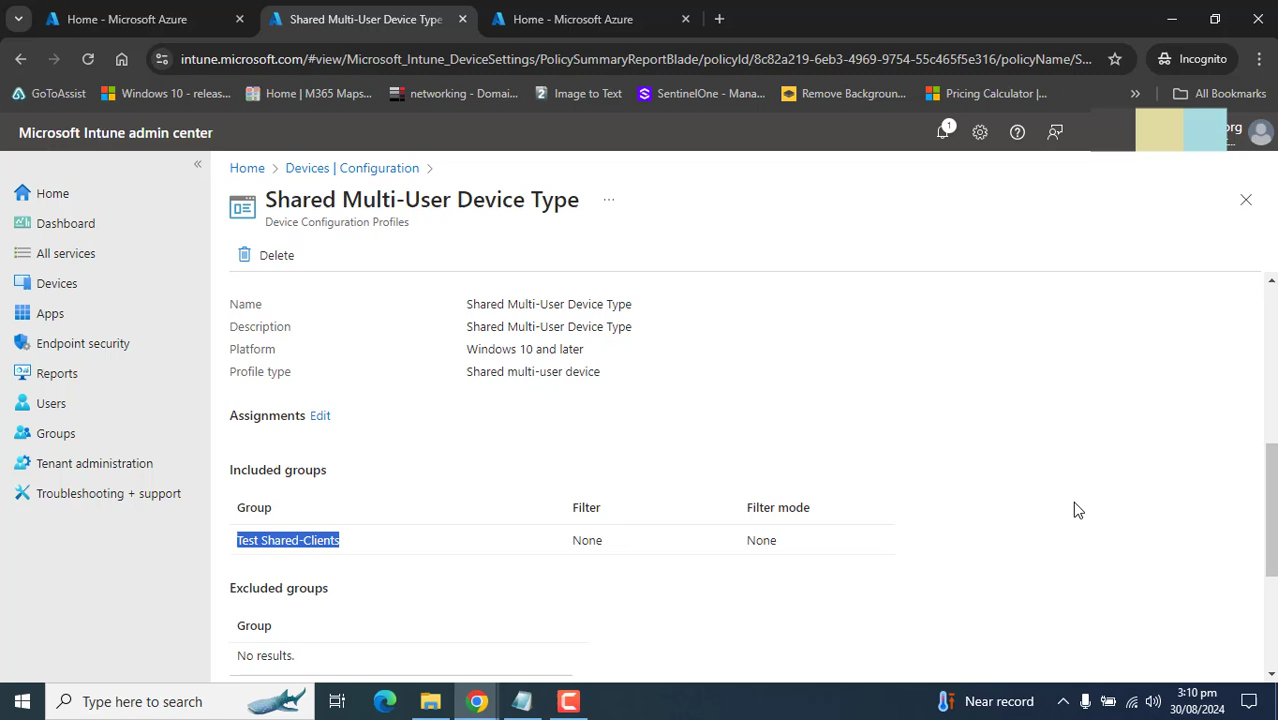 Home - Microsoft Azure
Shared Multi-User Device Type
Home - Microsoft Azure
intune.microsoft.com/#view/Microsoft_Intune_DeviceSettings/PolicySummaryReportBlade/policyId/8c82a219-6eb3-4969-9754-55c465f5e316/policyName/S...
Incognito
GoToAssist
Windows 10 - releas...
Home | M365 Maps...
networking - Domai...
Image to Text
SentinelOne - Mana...
Remove Backgroun...
Pricing Calculator |...
All Bookmarks
Microsoft Intune admin center
1
org
Home > Devices | Configuration >
Shared Multi-User Device Type ...
Device Configuration Profiles
Home
Dashboard
All services
Devices
Apps
Endpoint security
Reports
Users
Groups
Tenant administration
Troubleshooting + support
Delete
Name Shared Multi-User Device Type
Description Shared Multi-User Device Type
Platform Windows 10 and later
Profile type Shared multi-user device
Assignments Edit
Included groups
Group Filter Filter mode
Test Shared-Clients None None
Excluded groups
Group
No results.
Type here to search
Near record
3:10 pm
30/08/2024